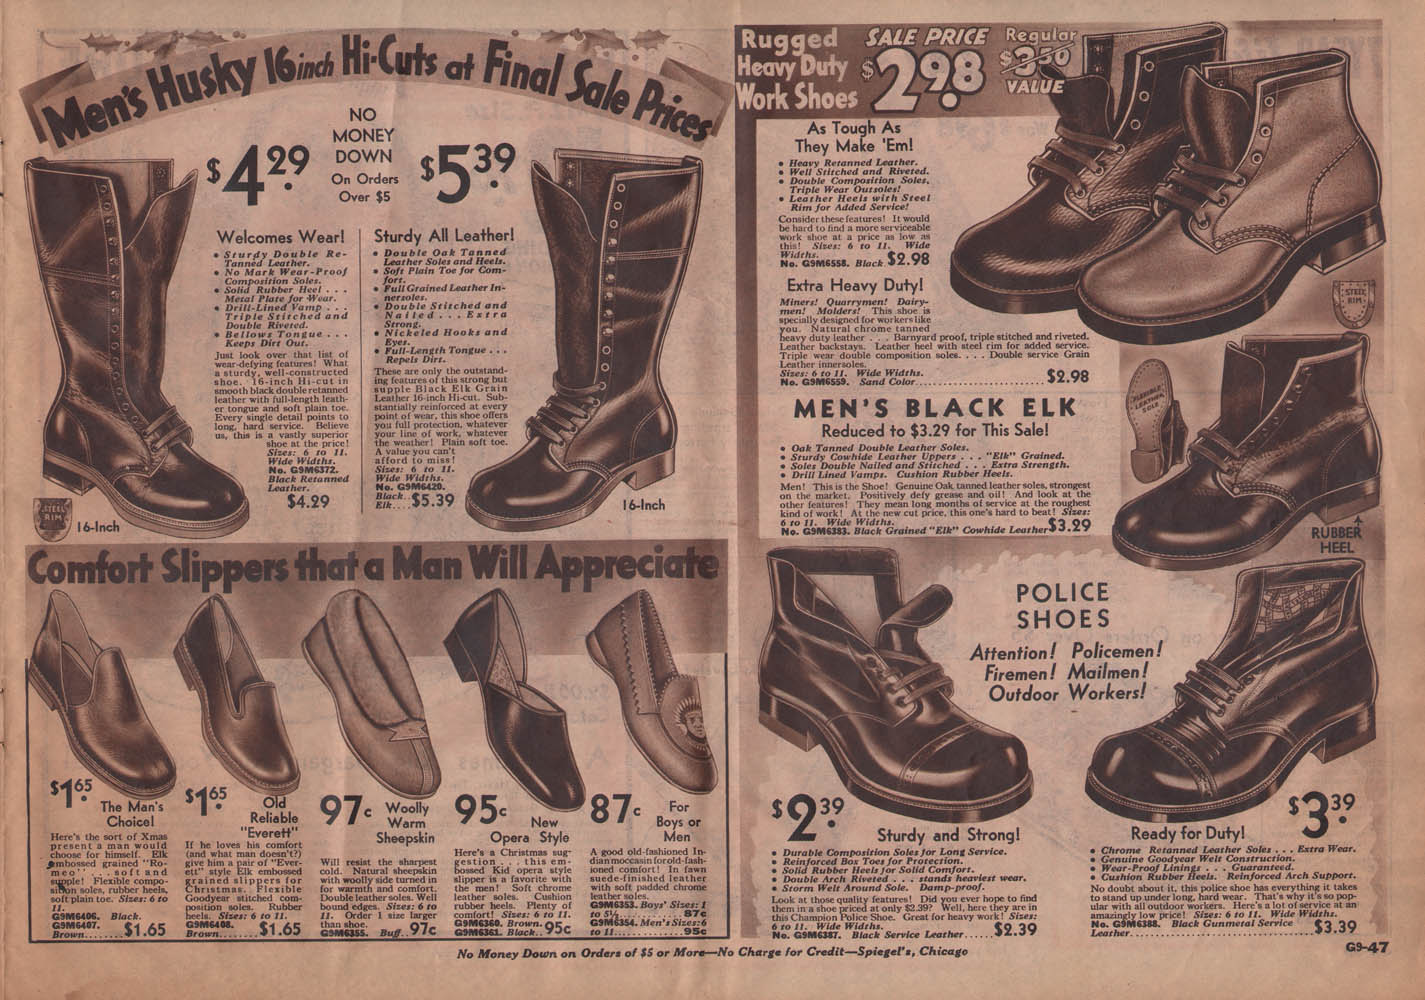 Men's Husky 16 inch Hi-Cuts at Final Sale Prices
$4.29
NO
MONEY
DOWN
On Orders
Over $5
$5.39
Welcomes Wear!
• Sturdy Double Re-
Tanned Leather.
• No Mark Wear-Proof
Composition Soles.
• Solid Rubber Heel . . .
Metal Plate for Wear.
• Drill-Lined Vamp . . .
Triple Stitched and
Double Riveted.
• Bellows Tongue . . .
Keeps Dirt Out.
Just look over that list of
wear-defying features! What
a sturdy, well-constructed
shoe. 16-inch Hi-cut in
smooth black double retanned
leather with full-length leath-
er tongue and soft plain toe.
Every single detail points to
long, hard service. Believe
us, this is a vastly superior
shoe at the price!
Sizes: 6 to 11.
Wide Widths.
No. G9M6372.
Black Retanned
Leather.
$4.29
STEEL
RIM
16-Inch
Sturdy All Leather!
• Double Oak Tanned
Leather Soles and Heels.
• Soft Plain Toe for Com-
fort.
• Full Grained Leather In-
nersoles.
• Double Stitched and
Nailed . . . Extra
Strong.
• Nickeled Hooks and
Eyes.
• Full-Length Tongue . . .
Repels Dirt.
These are only the outstand-
ing features of this strong but
supple Black Elk Grain
Leather 16-inch Hi-cut. Sub-
stantially reinforced at every
point of wear, this shoe offers
you full protection, whatever
your line of work, whatever
the weather! Plain soft toe.
A value you can't
afford to miss!
Sizes: 6 to 11.
Wide Widths.
No. G9M6420.
Black
Elk....$5.39
16-Inch
Comfort Slippers that a Man Will Appreciate
$1.65
The Man's
Choice!
Here's the sort of Xmas
present a man would
choose for himself. Elk
embossed grained "Ro-
meo" . . . soft and
supple! Flexible compo-
sition soles, rubber heels,
soft plain toe. Sizes: 6 to
11.
G9M6406. Black.
G9M6407.
Brown.......$1.65
$1.65
Old
Reliable
"Everett"
If he loves his comfort
(and what man doesn't?)
give him a pair of "Ever-
ett" style Elk embossed
grained slippers for
Christmas. Flexible
Goodyear stitched com-
position soles. Rubber
heels. Sizes: 6 to 11.
G9M6408.
Brown.......$1.65
97c
Woolly
Warm
Sheepskin
Will resist the sharpest
cold. Natural sheepskin
with woolly side turned in
for warmth and comfort.
Double leather soles. Well
bound edges. Sizes: 6 to
11. Order 1 size larger
than shoe.
G9M6355. Buff. 97c
95c
New
Opera Style
Here's a Christmas sug-
gestion . . . this em-
bossed Kid opera style
slipper is a favorite with
the men! Soft chrome
leather soles. Cushion
rubber heels. Plenty of
comfort! Sizes: 6 to 11.
G9M6360. Brown.
G9M6361. Black. 95c
87c
For
Boys or
Men
A good old-fashioned In-
dian moccasin for old-fash-
ioned comfort! In fawn
suede-finished leather
with soft padded chrome
leather soles.
G9M6353. Boys' Sizes: 1
to 5½...............87c
G9M6354. Men's Sizes: 6
to 11...............95c
Rugged
Heavy Duty
Work Shoes
SALE PRICE
$2.98
Regular
$3.50
VALUE
As Tough As
They Make 'Em!
• Heavy Retanned Leather.
• Well Stitched and Riveted.
• Double Composition Soles,
Triple Wear Outsoles!
• Leather Heels with Steel
Rim for Added Service!
Consider these features! It would
be hard to find a more serviceable
work shoe at a price as low as
this! Sizes: 6 to 11. Wide
Widths.
No. G9M6558. Black. $2.98
Extra Heavy Duty!
Miners! Quarrymen! Dairy-
men! Molders! This shoe is
specially designed for workers like
you. Natural chrome tanned
heavy duty leather . . . Barnyard proof, triple stitched and riveted.
Leather backstays. Leather heel with steel rim for added service.
Triple wear double composition soles. . . . Double service Grain
Leather innersoles.
Sizes: 6 to 11. Wide Widths.
No. G9M6559. Sand Color.......................$2.98
STEEL
RIM
MEN'S BLACK ELK
Reduced to $3.29 for This Sale!
• Oak Tanned Double Leather Soles.
• Sturdy Cowhide Leather Uppers . . . "Elk" Grained.
• Soles Double Nailed and Stitched . . . Extra Strength.
• Drill Lined Vamps. Cushion Rubber Heels.
Men! This is the Shoe! Genuine Oak tanned leather soles, strongest
on the market. Positively defy grease and oil! And look at the
other features! They mean long months of service at the roughest
kind of work! At the new cut price, this one's hard to beat! Sizes:
6 to 11. Wide Widths.
No. G9M6383. Black Grained "Elk" Cowhide Leather $3.29
FLEXIBLE
LEATHER
SOLE
RUBBER
HEEL
POLICE
SHOES
Attention! Policemen!
Firemen! Mailmen!
Outdoor Workers!
$2.39
Sturdy and Strong!
• Durable Composition Soles for Long Service.
• Reinforced Box Toes for Protection.
• Solid Rubber Heels for Solid Comfort.
• Double Arch Riveted . . . stands heaviest wear.
• Storm Welt Around Sole. Damp-proof.
Look at those quality features! Did you ever hope to find
them in a shoe priced at only $2.39? Well, here they are in
this Champion Police Shoe. Great for heavy work! Sizes:
6 to 11. Wide Widths.
No. G9M6387. Black Service Leather......$2.39
$3.39
Ready for Duty!
• Chrome Retanned Leather Soles . . . Extra Wear.
• Genuine Goodyear Welt Construction.
• Wear-Proof Linings . . . Guaranteed.
• Cushion Rubber Heels. Reinforced Arch Support.
No doubt about it, this police shoe has everything it takes
to stand up under long, hard wear. That's why it's so pop-
ular with all outdoor workers. Here's a lot of service at an
amazingly low price! Sizes: 6 to 11. Wide Widths.
No. G9M6388. Black Gunmetal Service
Leather.......................$3.39
No Money Down on Orders of $5 or More—No Charge for Credit—Spiegel's, Chicago
G9-47